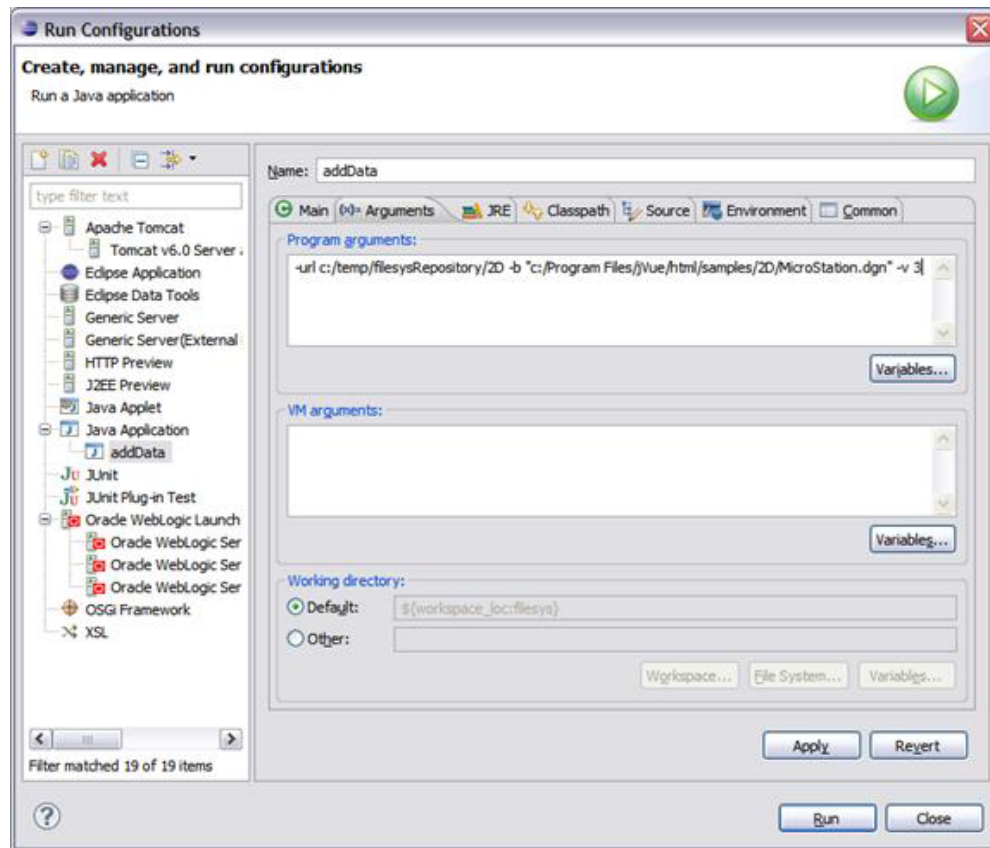 Run Configurations
Create, manage, and run configurations
Run a Java application
type filter text
Apache Tomcat
Tomcat v6.0 Server
Eclipse Application
Eclipse Data Tools
Generic Server
Generic Server(External
HTTP Preview
J2EE Preview
Java Applet
Java Application
addData
JUnit
JUnit Plug-in Test
Oracle WebLogic Launch
Oracle WebLogic Ser
Oracle WebLogic Ser
Oracle WebLogic Ser
OSGi Framework
XSL
Filter matched 19 of 19 items
Name: addData
Main (x)= Arguments JRE Classpath Source Environment Common
Program arguments:
-url c:/temp/filesysRepository/2D -b "c:/Program Files/jVue/html/samples/2D/MicroStation.dgn" -v 3
Variables...
VM arguments:
Variables...
Working directory:
Default: ${workspace_loc:filesys}
Other:
Workspace... File System... Variables...
Apply Revert
Run Close